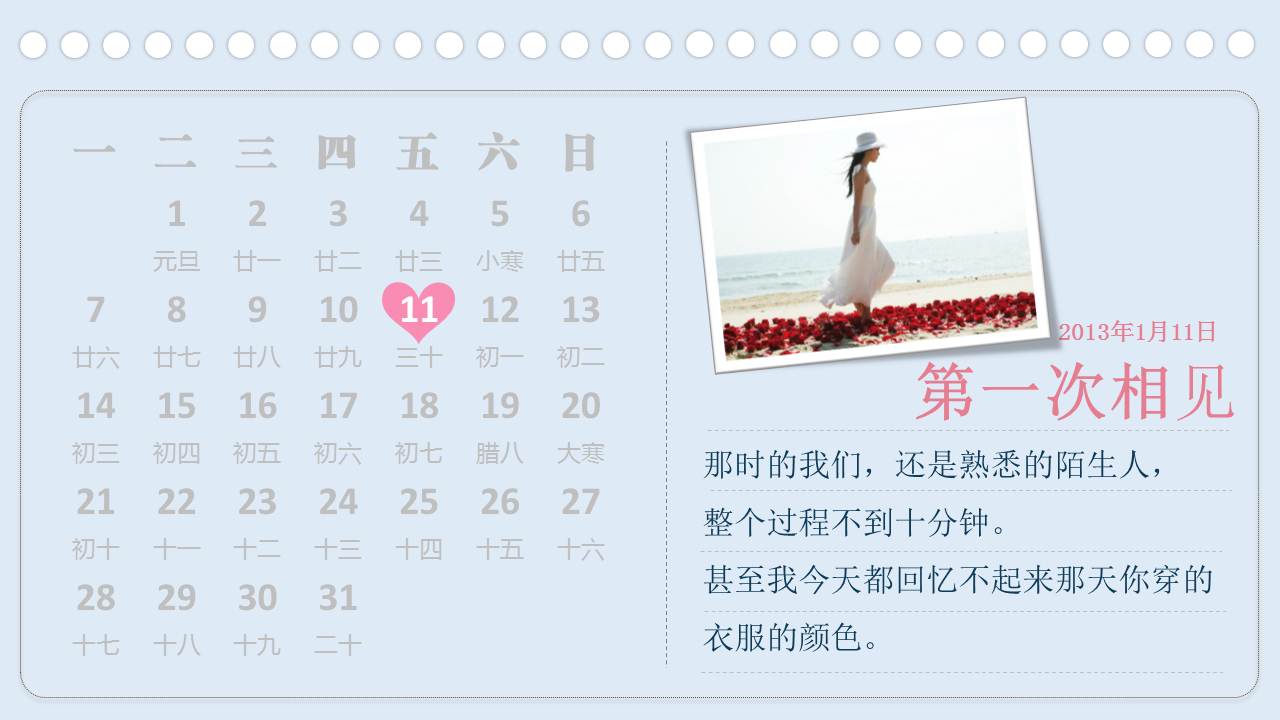 一 二 三 四 五 六 日
1 2 3 4 5 6
元旦 廿一 廿二 廿三 小寒 廿五
7 8 9 10 11 12 13
廿六 廿七 廿八 廿九 三十 初一 初二
14 15 16 17 18 19 20
初三 初四 初五 初六 初七 腊八 大寒
21 22 23 24 25 26 27
初十 十一 十二 十三 十四 十五 十六
28 29 30 31
十七 十八 十九 二十
2013年1月11日
第一次相见
那时的我们，还是熟悉的陌生人，
整个过程不到十分钟。
甚至我今天都回忆不起来那天你穿的
衣服的颜色。